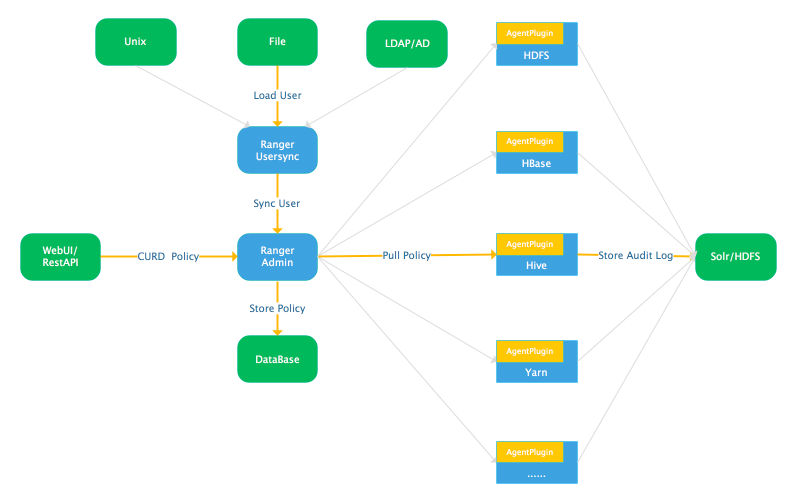 Unix
File
LDAP/AD
AgentPlugin
HDFS
Load User
Ranger
Usersync
AgentPlugin
HBase
Sync User
WebUI/
RestAPI
CURD Policy
Ranger
Admin
Pull Policy
AgentPlugin
Hive
Store Audit Log
Solr/HDFS
Store Policy
DataBase
AgentPlugin
Yarn
AgentPlugin
......